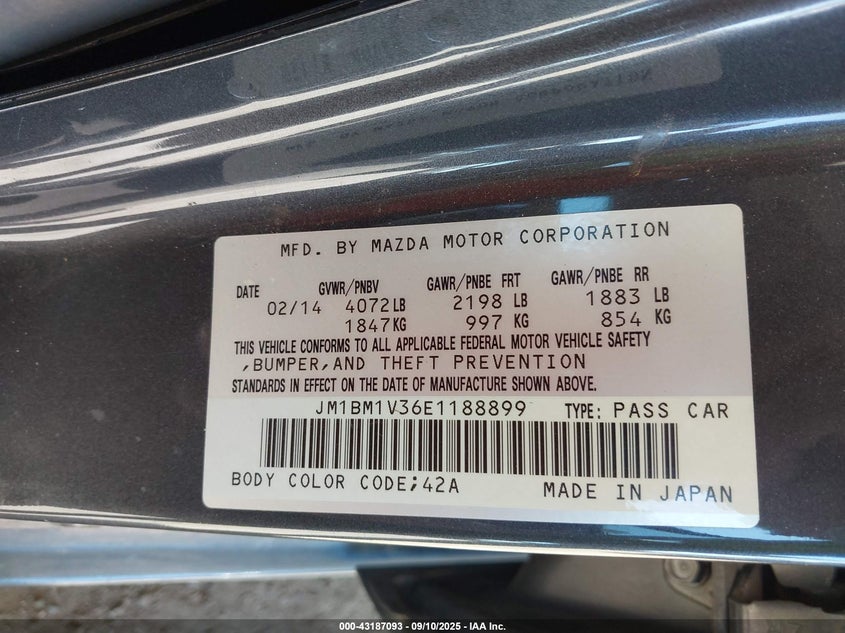 MFD. BY MAZDA MOTOR CORPORATION
DATE GVWR/PNBV GAWR/PNBE FRT GAWR/PNBE RR
02/14 4072LB 2198 LB 1883 LB
1847KG 997 KG 854 KG
THIS VEHICLE CONFORMS TO ALL APPLICABLE FEDERAL MOTOR VEHICLE SAFETY
,BUMPER,AND THEFT PREVENTION
STANDARDS IN EFFECT ON THE DATE OF MANUFACTURE SHOWN ABOVE.
JM1BM1V36E1188899 TYPE: PASS CAR
BODY COLOR CODE;42A MADE IN JAPAN
000-43187093 - 09/10/2025 - IAA Inc.